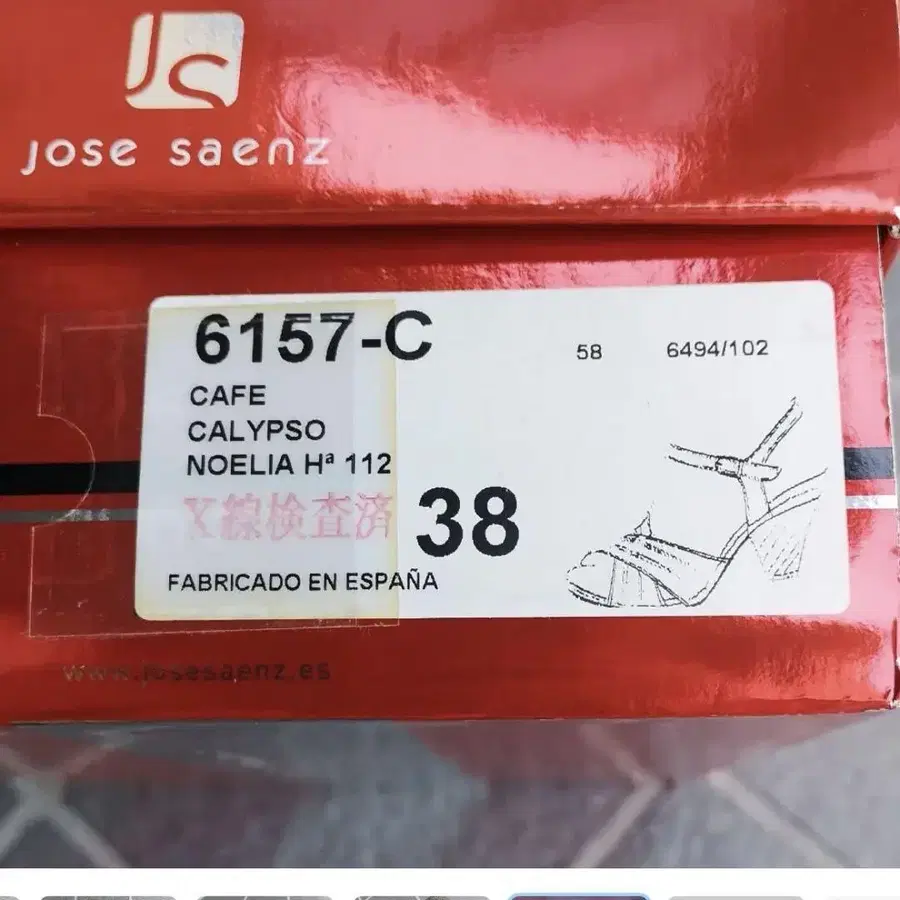 JS
jose saenz
6157-C
58
6494/102
CAFE
CALYPSO
NOELIA Hª 112
X線検査済
38
FABRICADO EN ESPAÑA
www.josesaenz.es